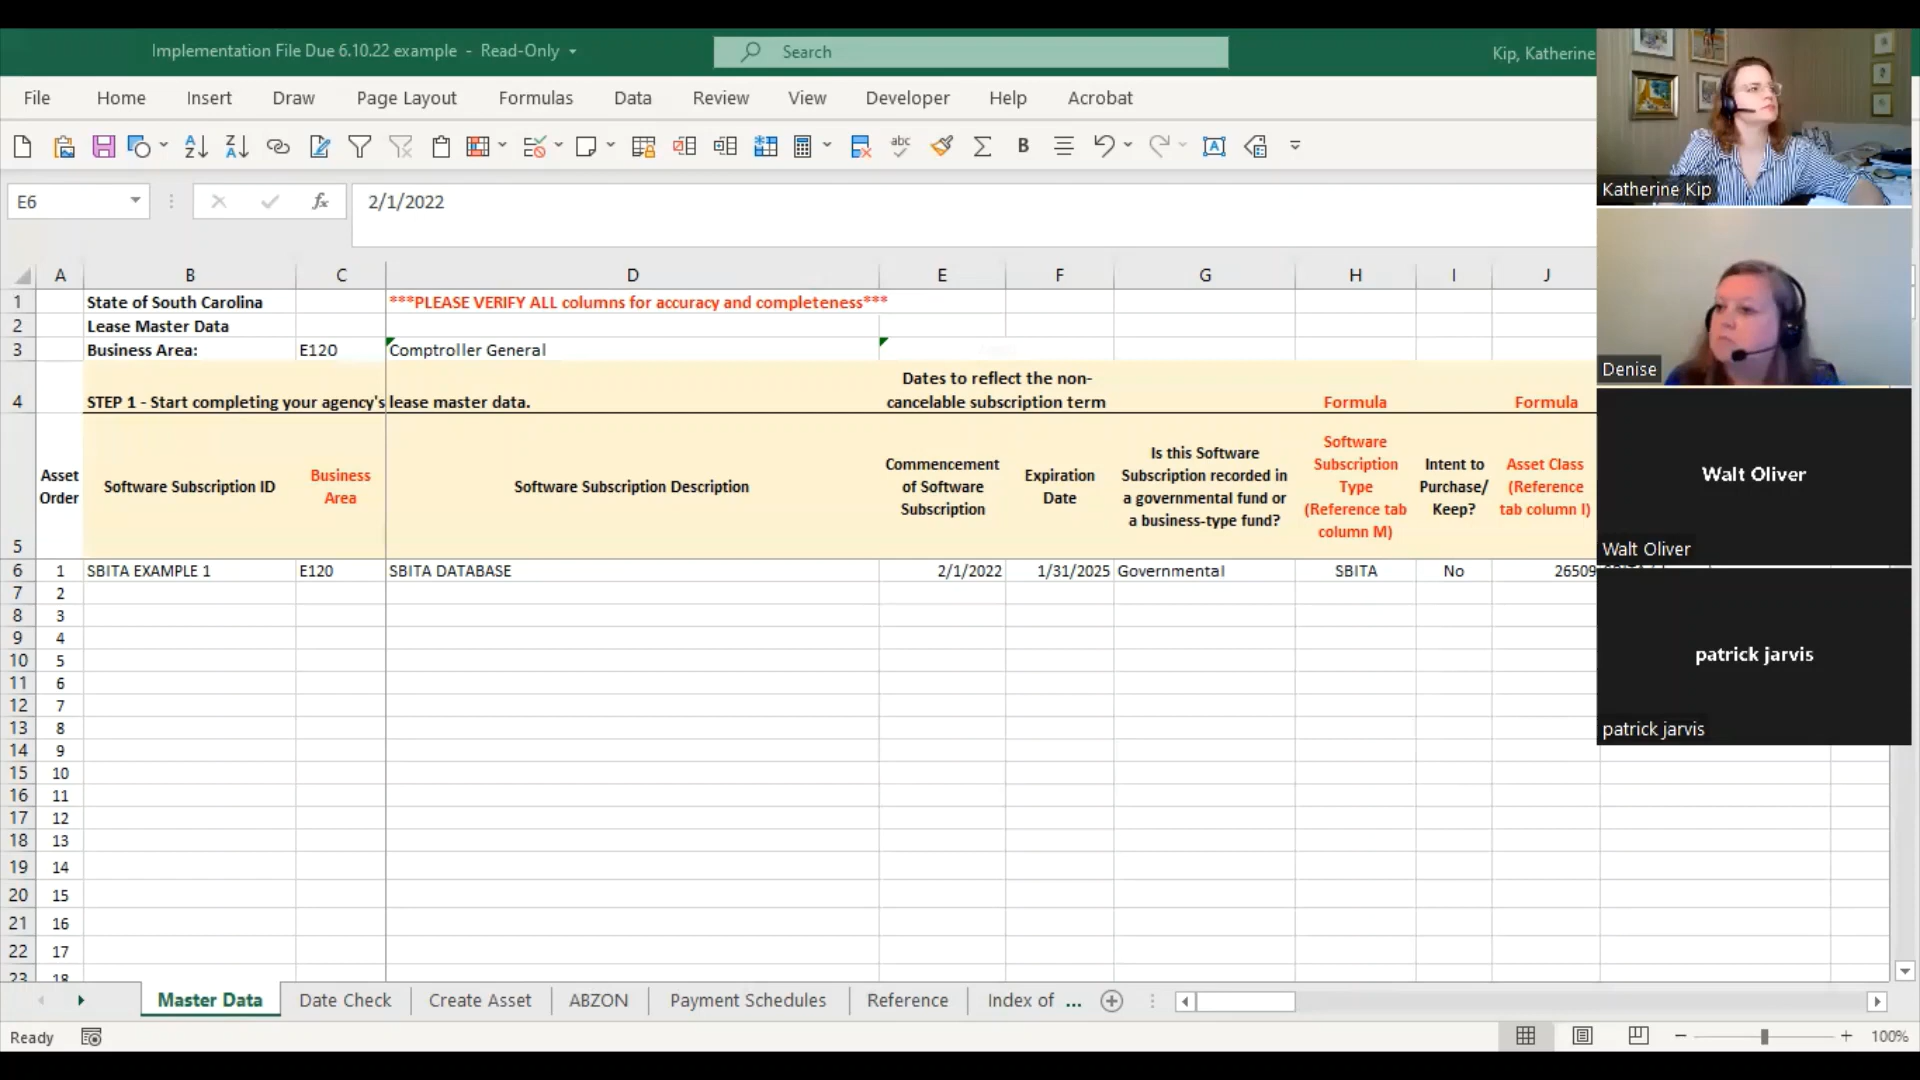 Implementation File Due 6.10.22 example - Read-Only
Search
Kip, Katherine
File Home Insert Draw Page Layout Formulas Data Review View Developer Help Acrobat
E6 fx 2/1/2022
A B C D E F G H I J
1 State of South Carolina ***PLEASE VERIFY ALL columns for accuracy and completeness***
2 Lease Master Data
3 Business Area: E120 Comptroller General
Dates to reflect the non-
4 STEP 1 - Start completing your agency's lease master data. cancelable subscription term Formula Formula
5
Asset
Order
Software Subscription ID
Business
Area
Software Subscription Description
Commencement
of Software
Subscription
Expiration
Date
Is this Software
Subscription recorded in
a governmental fund or
a business-type fund?
Software
Subscription
Type
(Reference tab
column M)
Intent to
Purchase/
Keep?
Asset Class
(Reference
tab column I)
6 1 SBITA EXAMPLE 1 E120 SBITA DATABASE 2/1/2022 1/31/2025 Governmental SBITA No 26509
7 2
8 3
9 4
10 5
11 6
12 7
13 8
14 9
15 10
16 11
17 12
18 13
19 14
20 15
21 16
22 17
23 18
Master Data Date Check Create Asset ABZON Payment Schedules Reference Index of ...
Ready 100%
Katherine Kip
Denise
Walt Oliver
Walt Oliver
patrick jarvis
patrick jarvis